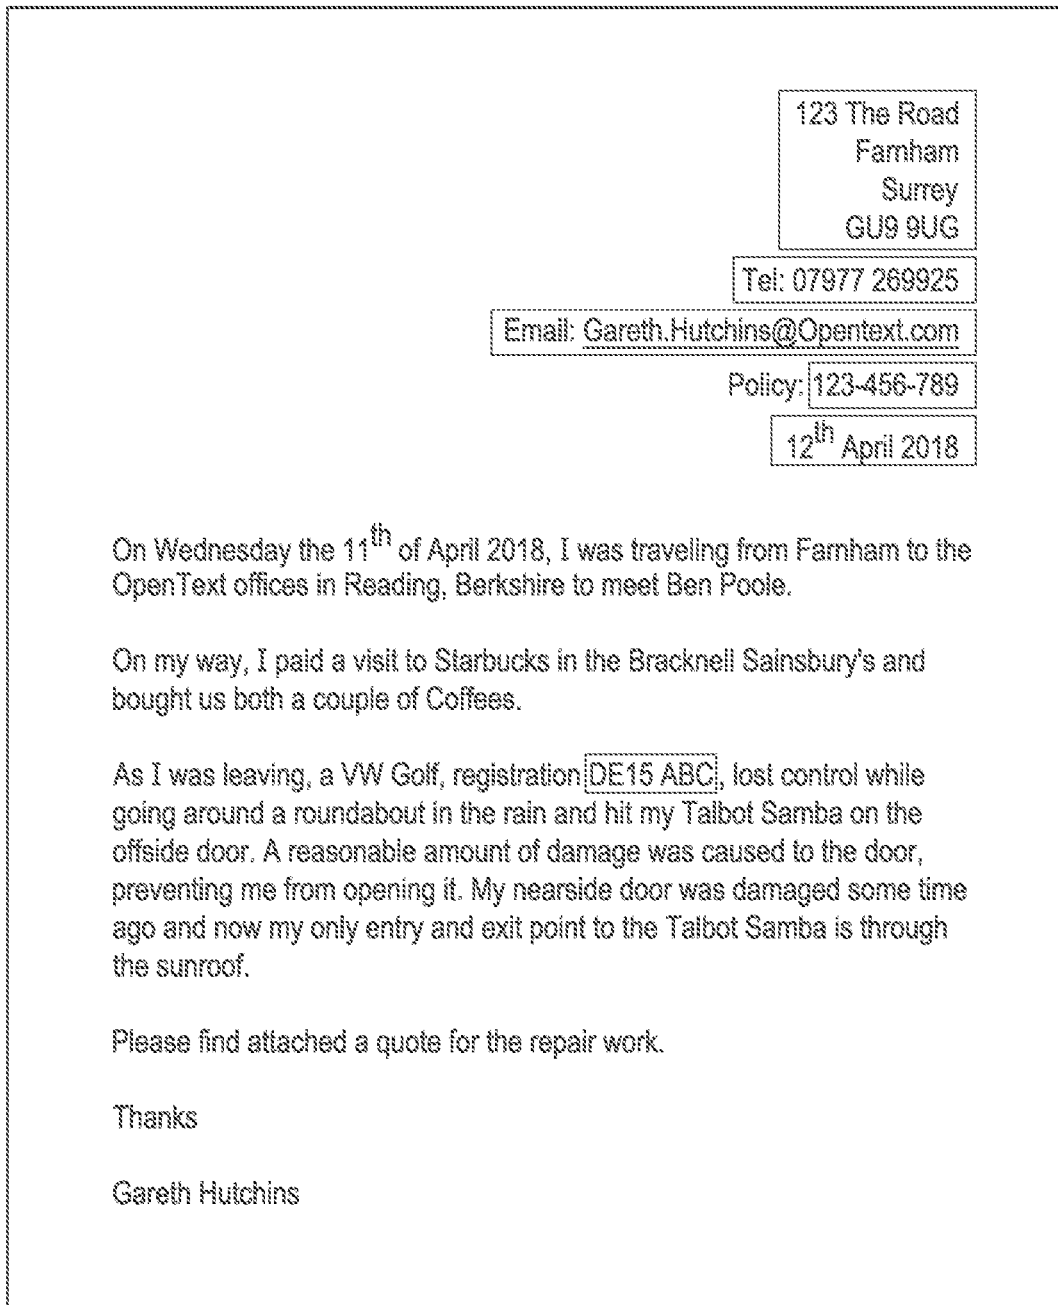 123 The Road
Farnham
Surrey
GU9 9UG
Tel: 07977 269925
Email: Gareth.Hutchins@Opentext.com
Policy: 123-456-789
12th April 2018
On Wednesday the 11th of April 2018, I was traveling from Farnham to the
OpenText offices in Reading, Berkshire to meet Ben Poole.
On my way, I paid a visit to Starbucks in the Bracknell Sainsbury's and
bought us both a couple of Coffees.
As I was leaving, a VW Golf, registration DE15 ABC, lost control while
going around a roundabout in the rain and hit my Talbot Samba on the
offside door. A reasonable amount of damage was caused to the door,
preventing me from opening it. My nearside door was damaged some time
ago and now my only entry and exit point to the Talbot Samba is through
the sunroof.
Please find attached a quote for the repair work.
Thanks
Gareth Hutchins